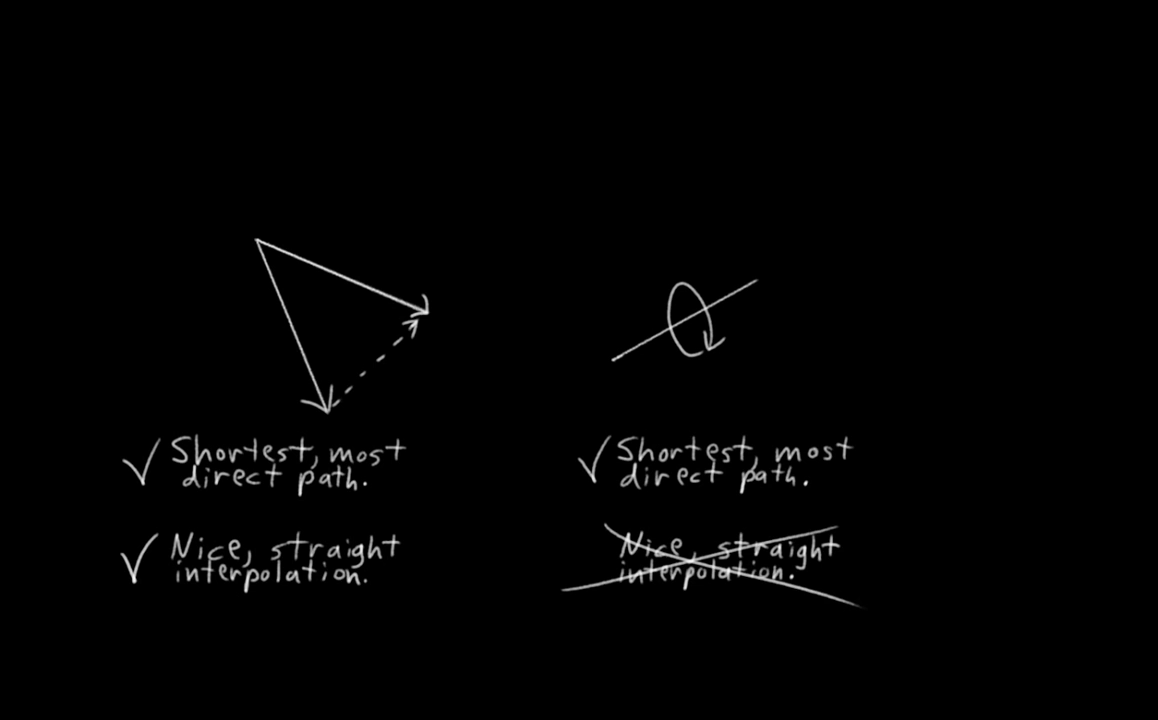 ✓ Shortest, most
direct path.
✓ Nice, straight
interpolation.
✓ Shortest, most
direct path.
Nice, straight
interpolation.